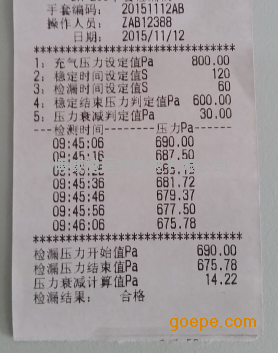 手套编码: 20151112AB
操作人员: ZAB12388
日期: 2015/11/12
**********************
1: 充气压力设定值Pa 800.00
2: 稳定时间设定值S 120
3: 检测时间设定值S 60
4: 稳定结束压力判定值Pa 600.00
5: 压力衰减判定值Pa 30.00
---检测时间------压力Pa---
09:45:06 690.00
09:45:16 687.50
09:45:26
09:45:36 681.72
09:45:46 679.37
09:45:56 677.50
09:46:06 675.78
**********************
检漏压力开始值Pa 690.00
检漏压力结束值Pa 675.78
压力衰减计算值Pa 14.22
检漏结果: 合格
goepe.com